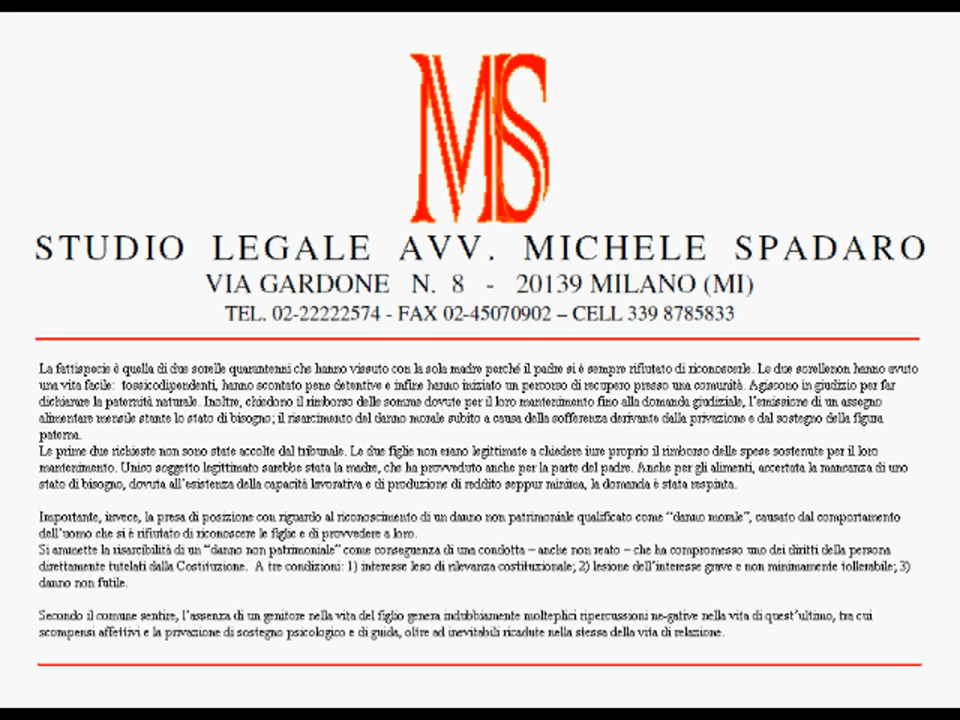 MS
STUDIO LEGALE AVV. MICHELE SPADARO
VIA GARDONE N. 8 - 20139 MILANO (MI)
TEL. 02-22222574 - FAX 02-45070902 – CELL 339 8785833
La fattispecie è quella di due sorelle quarantenni che hanno vissuto con la sola madre perché il padre si è sempre rifiutato di riconoscerle. Le due sorellenon hanno avuto
una vita facile: tossicodipendenti, hanno scontato pene detentive e infine hanno iniziato un percorso di recupero presso una comunità. Agiscono in giudizio per far
dichiarare la paternità naturale. Inoltre, chiedono il rimborso delle somme dovute per il loro mantenimento fino alla domanda giudiziale, l'emissione di un assegno
alimentare mensile stante lo stato di bisogno; il risarcimento del danno morale subito a causa della sofferenza derivante dalla privazione e dal sostegno della figura
paterna.
Le prime due richieste non sono state accolte dal tribunale. Le due figlie non erano legittimate a chiedere iure proprio il rimborso delle spese sostenute per il loro
mantenimento. Unico soggetto legittimato sarebbe stata la madre, che ha provveduto anche per la parte del padre. Anche per gli alimenti, accertata la mancanza di uno
stato di bisogno, dovuta all'esistenza della capacità lavorativa e di produzione di reddito seppur minima, la domanda è stata respinta.
Importante, invece, la presa di posizione con riguardo al riconoscimento di un danno non patrimoniale qualificato come "danno morale", causato dal comportamento
dell'uomo che si è rifiutato di riconoscere le figlie e di provvedere a loro.
Si ammette la risarcibilità di un "danno non patrimoniale" come conseguenza di una condotta – anche non reato – che ha compromesso uno dei diritti della persona
direttamente tutelati dalla Costituzione. A tre condizioni: 1) interesse leso di rilevanza costituzionale; 2) lesione dell'interesse grave e non minimamente tollerabile; 3)
danno non futile.
Secondo il comune sentire, l'assenza di un genitore nella vita del figlio genera indubbiamente molteplici ripercussioni ne-gative nella vita di quest'ultimo, tra cui
scompensi affettivi e la privazione di sostegno psicologico e di guida, oltre ad inevitabili ricadute nella stessa della vita di relazione.